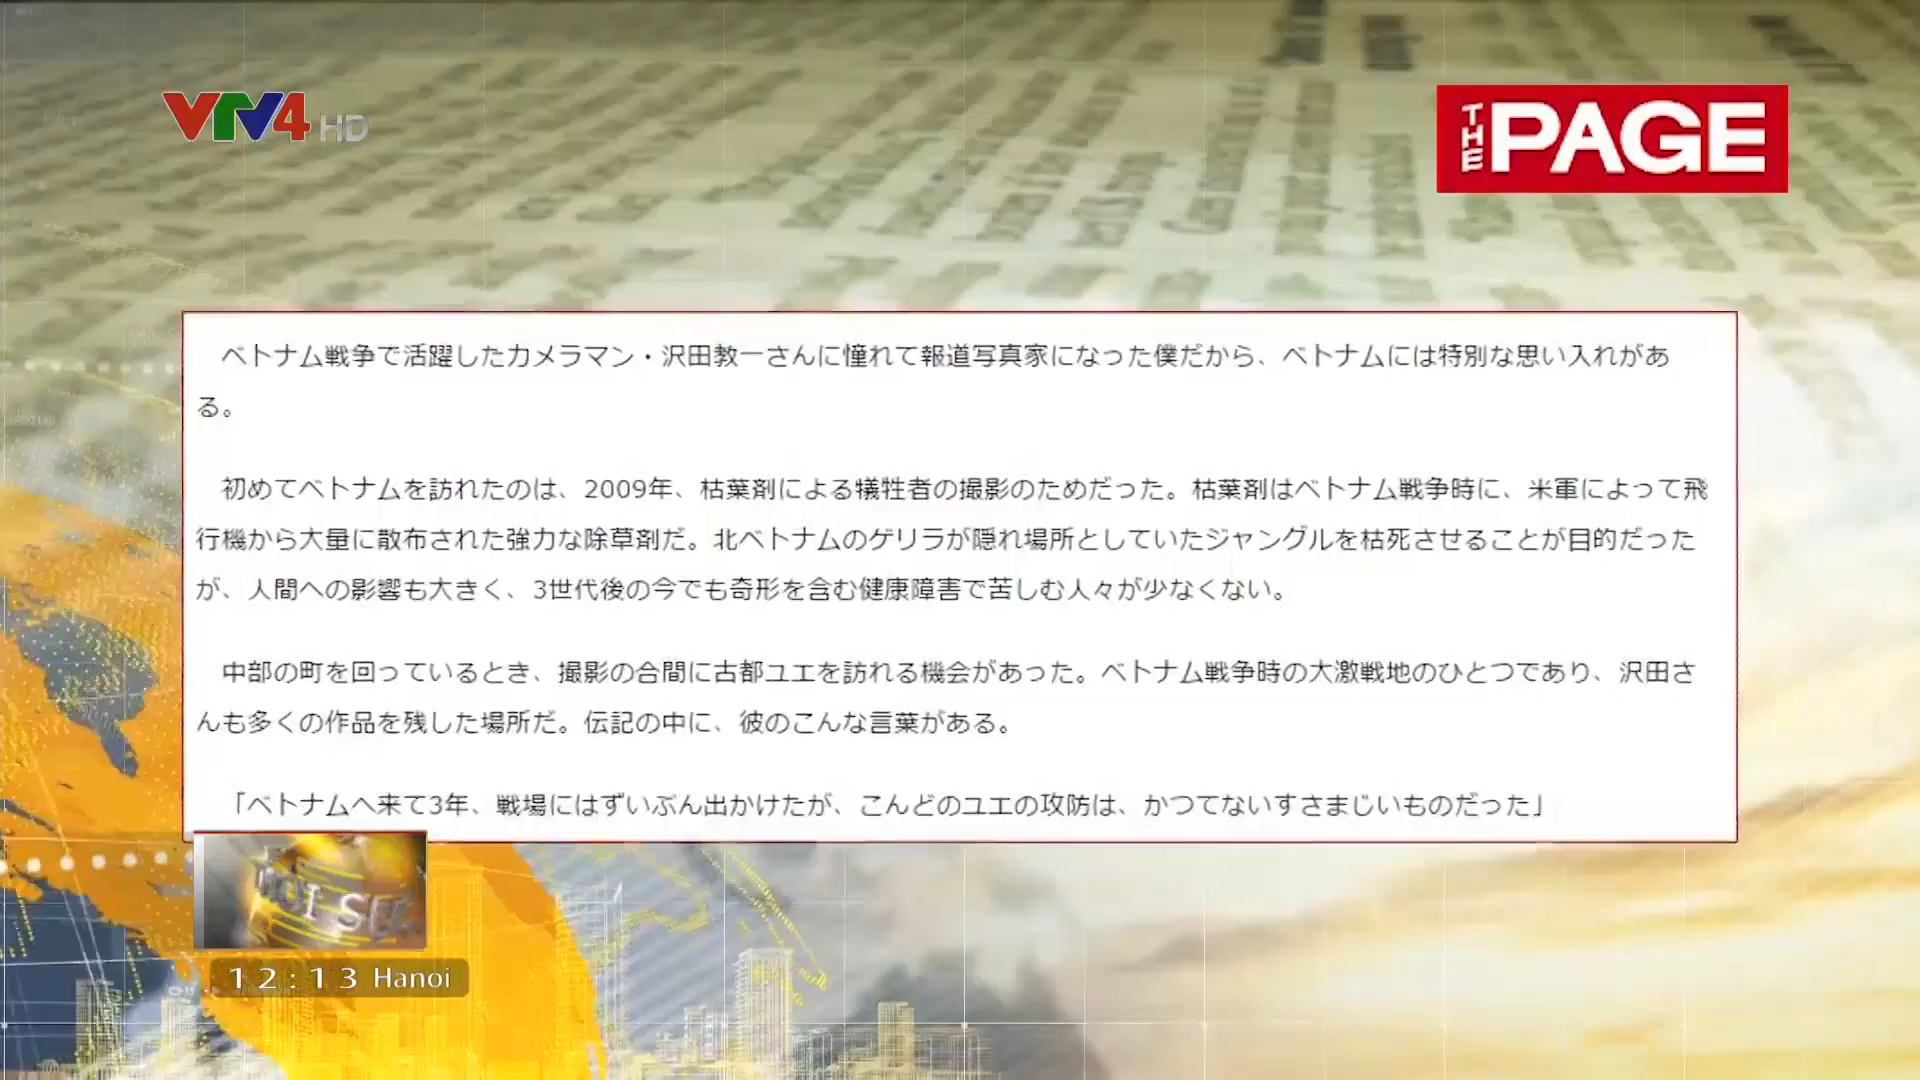 VTV4 HD
THE PAGE
ベトナム戦争で活躍したカメラマン・沢田教一さんに憧れて報道写真家になった僕だから、ベトナムには特別な思い入れがあ
る。
初めてベトナムを訪れたのは、2009年、枯葉剤による犠牲者の撮影のためだった。枯葉剤はベトナム戦争時に、米軍によって飛
行機から大量に散布された強力な除草剤だ。北ベトナムのゲリラが隠れ場所としていたジャングルを枯死させることが目的だった
が、人間への影響も大きく、3世代後の今でも奇形を含む健康障害で苦しむ人々が少なくない。
中部の町を回っているとき、撮影の合間に古都ユエを訪れる機会があった。ベトナム戦争時の大激戦地のひとつであり、沢田さ
んも多くの作品を残した場所だ。伝記の中に、彼のこんな言葉がある。
「ベトナムへ来て3年、戦場にはずいぶん出かけたが、こんどのユエの攻防は、かつてないすさまじいものだった」
12:13 Hanoi